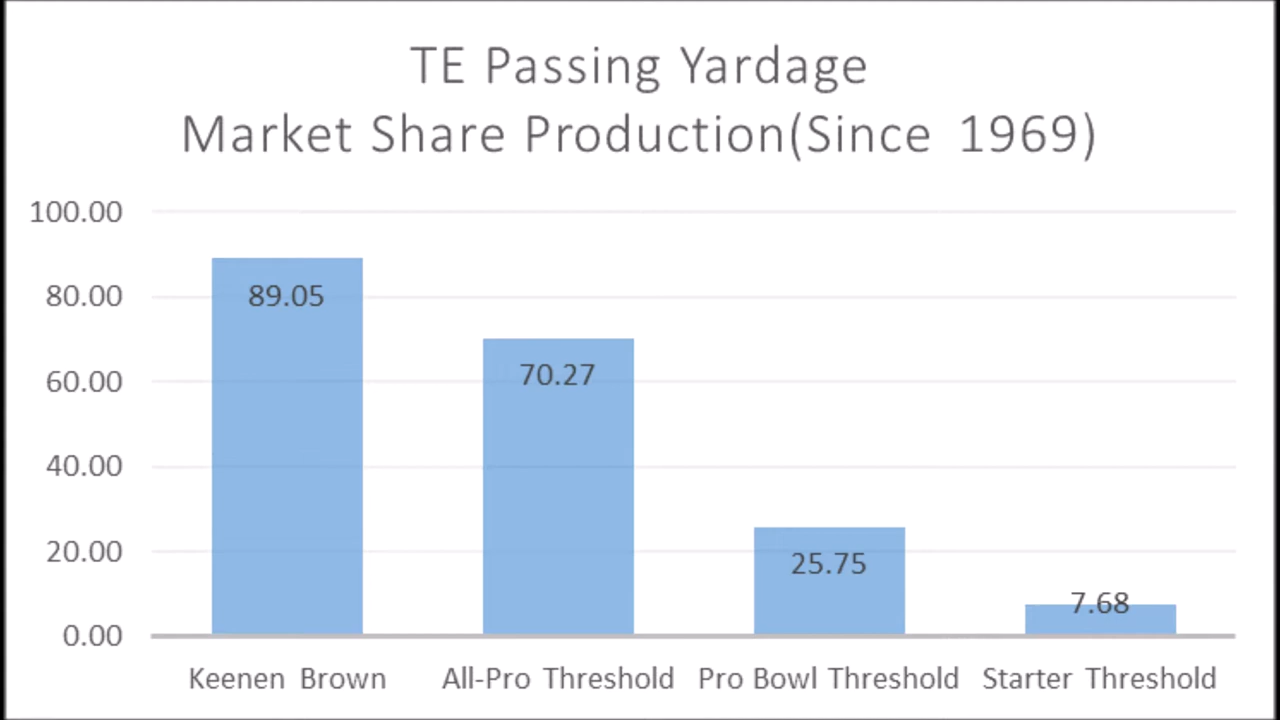 TE Passing Yardage
Market Share Production(Since 1969)
100.00
80.00
60.00
40.00
20.00
0.00
89.05
70.27
25.75
7.68
Keenen Brown
All-Pro Threshold
Pro Bowl Threshold
Starter Threshold